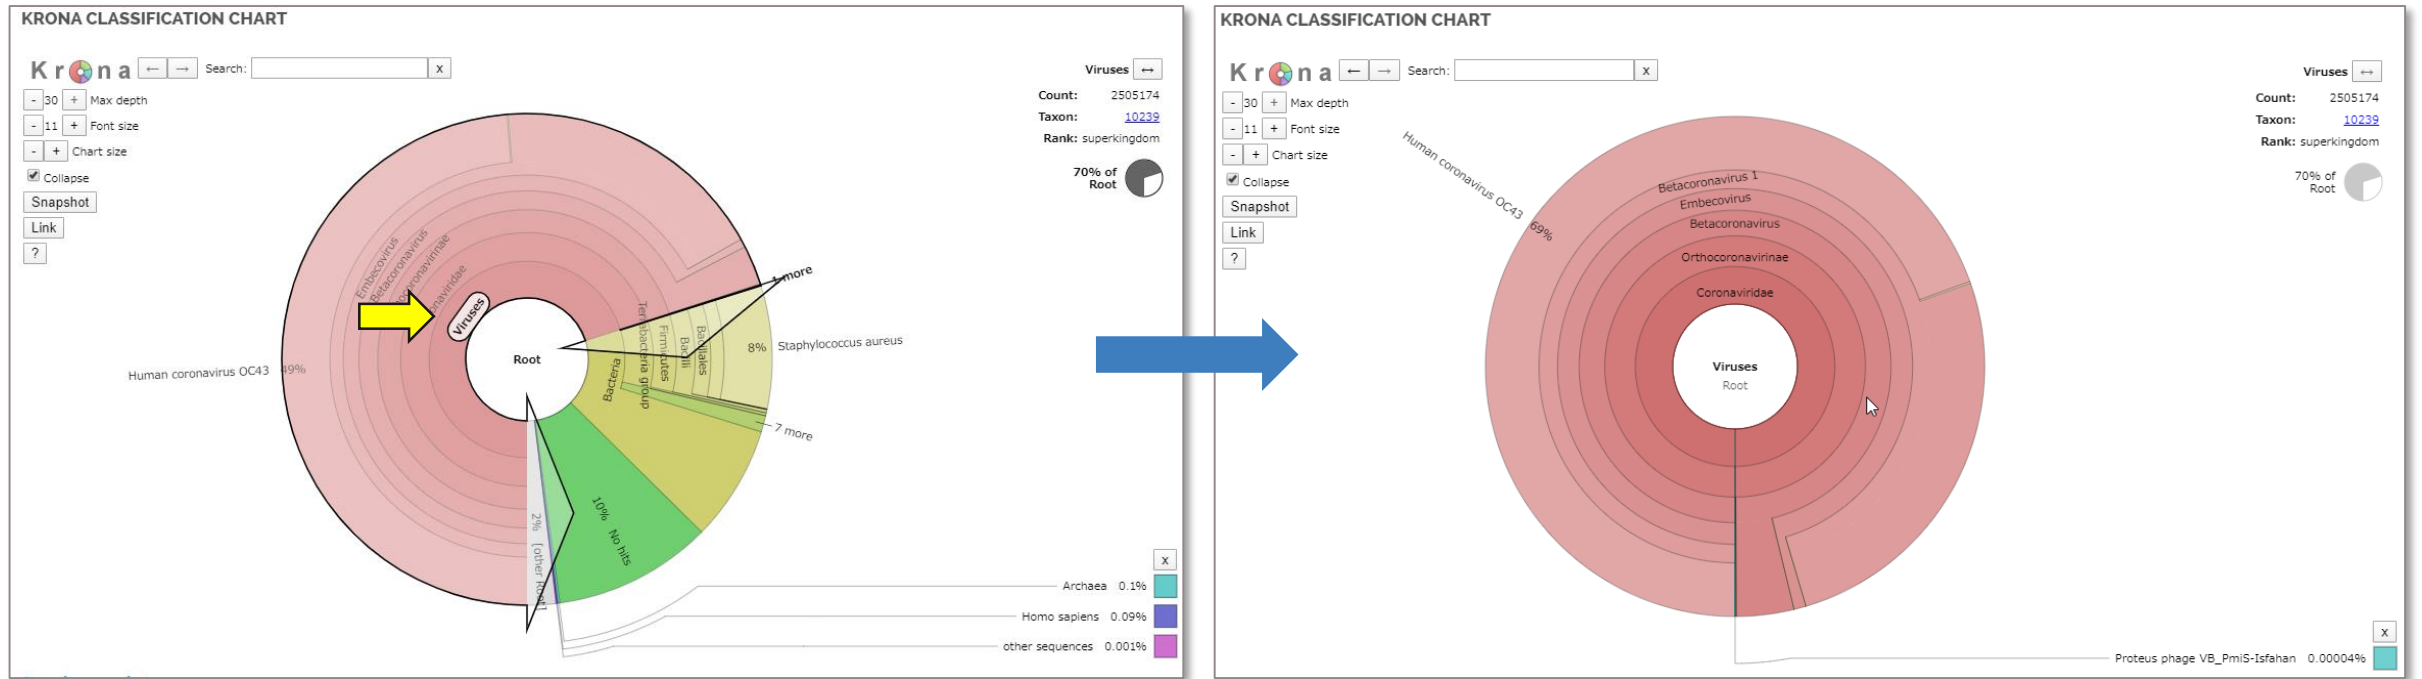 KRONA CLASSIFICATION CHART
Krona ← → Search: x
- 30 + Max depth
- 11 + Font size
- + Chart size
Collapse
Snapshot
Link
?
Viruses ↔
Count: 2505174
Taxon: 10239
Rank: superkingdom
70% of
Root
Embecovirus
Betacoronavirus
Viruses
Root
Human coronavirus OC43 49%
1 more
Terrabacteria group
Firmicutes
Bacilli
Bacillales
Bacteria
8% Staphylococcus aureus
7 more
10% No hits
2% [other Root]
x
Archaea 0.1%
Homo sapiens 0.09%
other sequences 0.001%
KRONA CLASSIFICATION CHART
Krona ← → Search: x
- 30 + Max depth
- 11 + Font size
- + Chart size
Collapse
Snapshot
Link
?
Viruses ↔
Count: 2505174
Taxon: 10239
Rank: superkingdom
70% of
Root
Human coronavirus OC43 69%
Betacoronavirus 1
Embecovirus
Betacoronavirus
Orthocoronavirinae
Coronaviridae
Viruses
Root
x
Proteus phage VB_PmiS-Isfahan 0.00004%